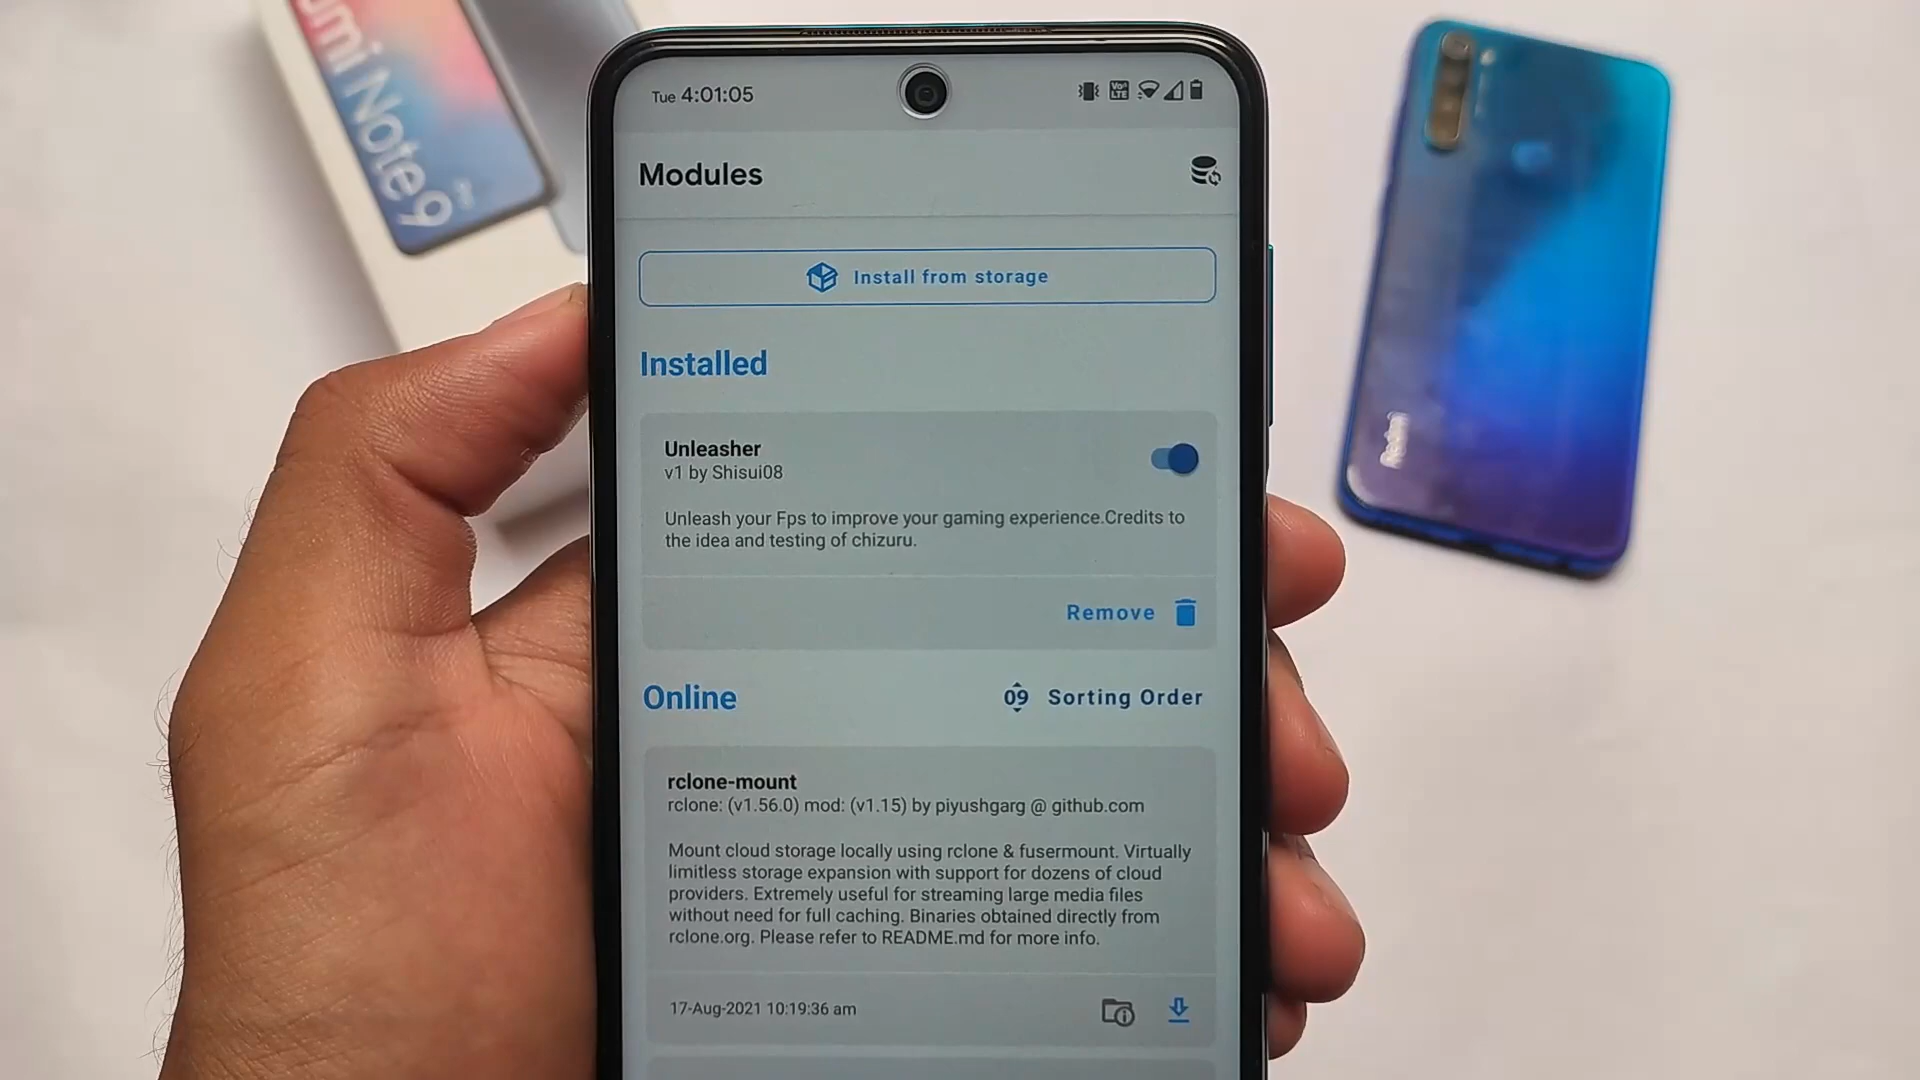 Note 9
Tue 4:01:05
Vo)
LTE
Modules
Install from storage
Installed
Unleasher
v1 by Shisui08
Unleash your Fps to improve your gaming experience.Credits to
the idea and testing of chizuru.
Remove
Online
09 Sorting Order
rclone-mount
rclone: (v1.56.0) mod: (v1.15) by piyushgarg @ github.com
Mount cloud storage locally using rclone & fusermount. Virtually
limitless storage expansion with support for dozens of cloud
providers. Extremely useful for streaming large media files
without need for full caching. Binaries obtained directly from
rclone.org. Please refer to README.md for more info.
17-Aug-2021 10:19:36 am
Redmi